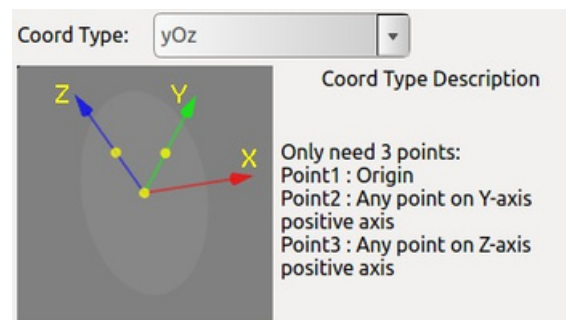 Coord Type: yOz
Coord Type Description
Z Y
X
Only need 3 points:
Point1 : Origin
Point2 : Any point on Y-axis
positive axis
Point3 : Any point on Z-axis
positive axis